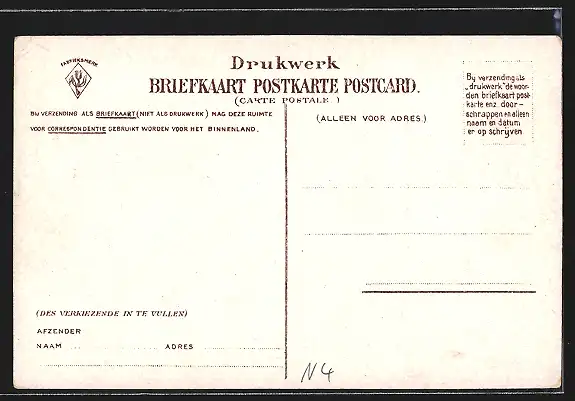 FABRIEKSMERK
Drukwerk
BRIEFKAART POSTKARTE POSTCARD.
(CARTE POSTALE.)
BIJ VERZENDING ALS BRIEFKAART (NIET ALS DRUKWERK) MAG DEZE RUIMTE
VOOR CORRESPONDENTIE GEBRUIKT WORDEN VOOR HET BINNENLAND.
(ALLEEN VOOR ADRES.)
Bij verzending als
„drukwerk" de woor-
den briefkaart post-
karte enz. door-
schrappen en alleen
naam en datum
er op schrijven
(DES VERKIEZENDE IN TE VULLEN)
AFZENDER
NAAM ADRES
N4